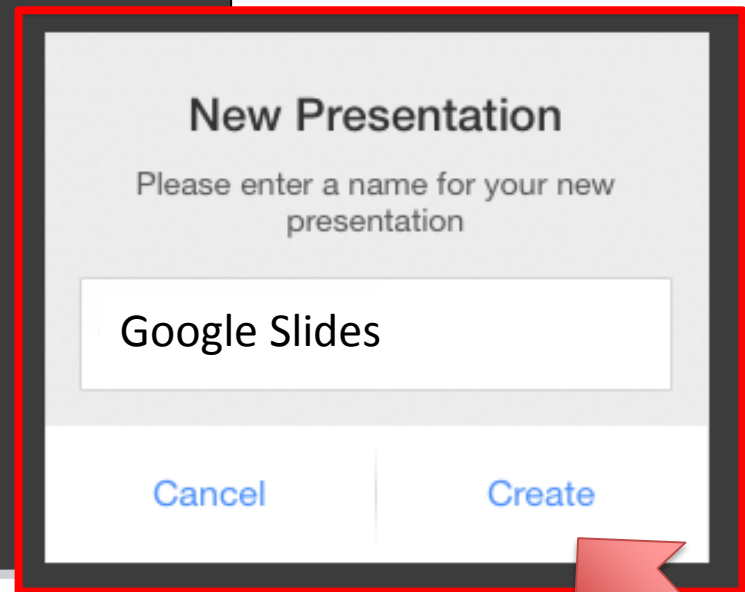 New Presentation
Please enter a name for your new
presentation
Google Slides
Cancel
Create